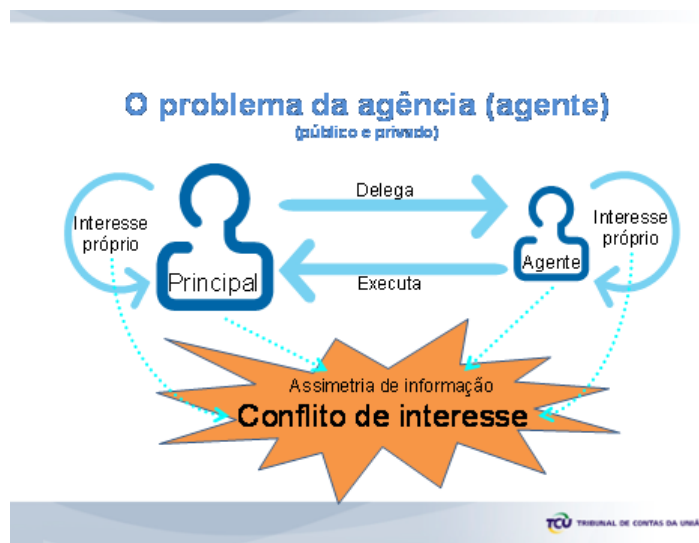 O problema da agência (agente)
(público e privado)
Delega
Interesse
próprio
Interesse
próprio
Principal
Agente
Executa
Assimetria de informação
Conflito de interesse
TCU TRIBUNAL DE CONTAS DA UNIÃ